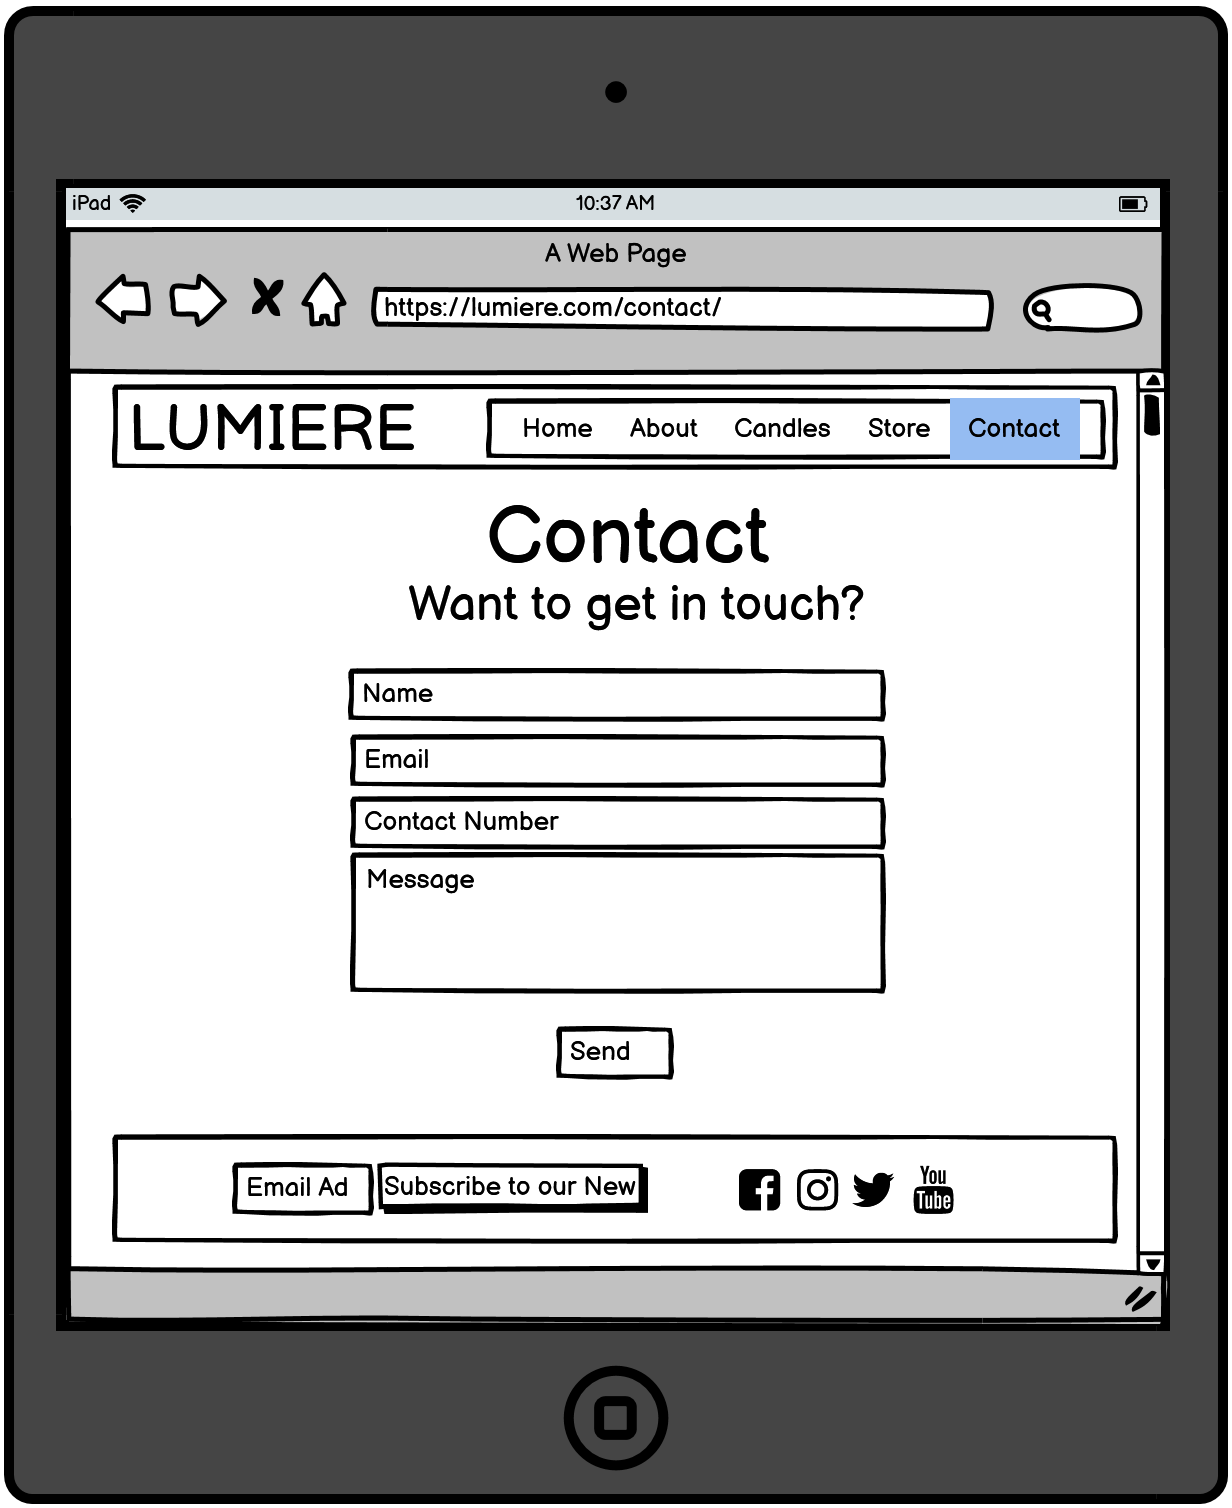 iPad 10:37 AM
A Web Page
https://lumiere.com/contact/
LUMIERE Home About Candles Store Contact
Contact
Want to get in touch?
Name
Email
Contact Number
Message
Send
Email Ad Subscribe to our New You
Tube